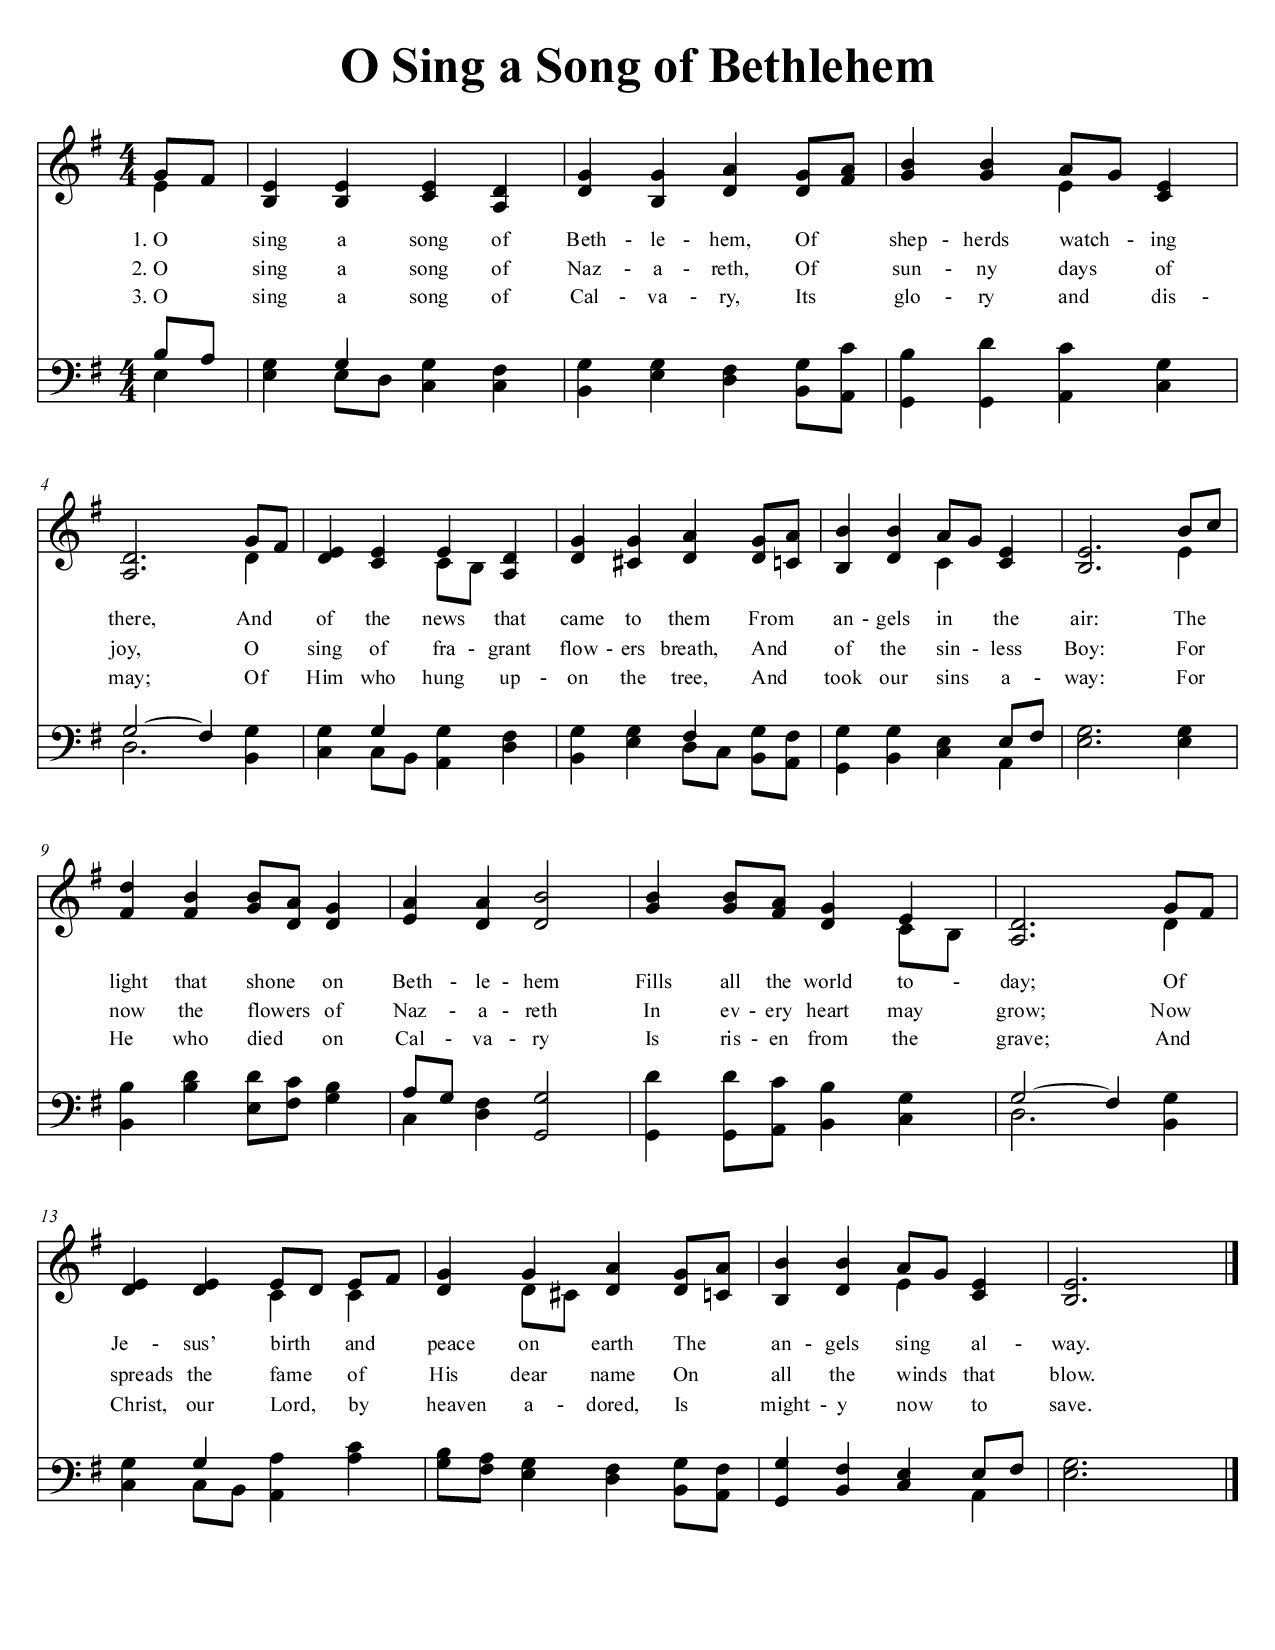 O Sing a Song of Bethlehem
4
4
1. O sing a song of Beth - le - hem, Of shep - herds watch - ing
2. O sing a song of Naz - a - reth, Of sun - ny days of
3. O sing a song of Cal - va - ry, Its glo - ry and dis -
4
4
4
there, And of the news that came to them From an - gels in the air: The
joy, O sing of fra - grant flow - ers breath, And of the sin - less Boy: For
may; Of Him who hung up - on the tree, And took our sins a - way: For
9
light that shone on Beth - le - hem Fills all the world to - day; Of
now the flowers of Naz - a - reth In ev - ery heart may grow; Now
He who died on Cal - va - ry Is ris - en from the grave; And
13
Je - sus’ birth and peace on earth The an - gels sing al - way.
spreads the fame of His dear name On all the winds that blow.
Christ, our Lord, by heaven a - dored, Is might - y now to save.